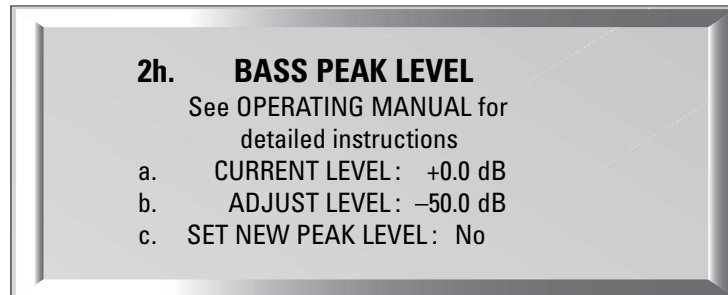 2h. BASS PEAK LEVEL
See OPERATING MANUAL for
detailed instructions
a. CURRENT LEVEL: +0.0 dB
b. ADJUST LEVEL: –50.0 dB
c. SET NEW PEAK LEVEL: No